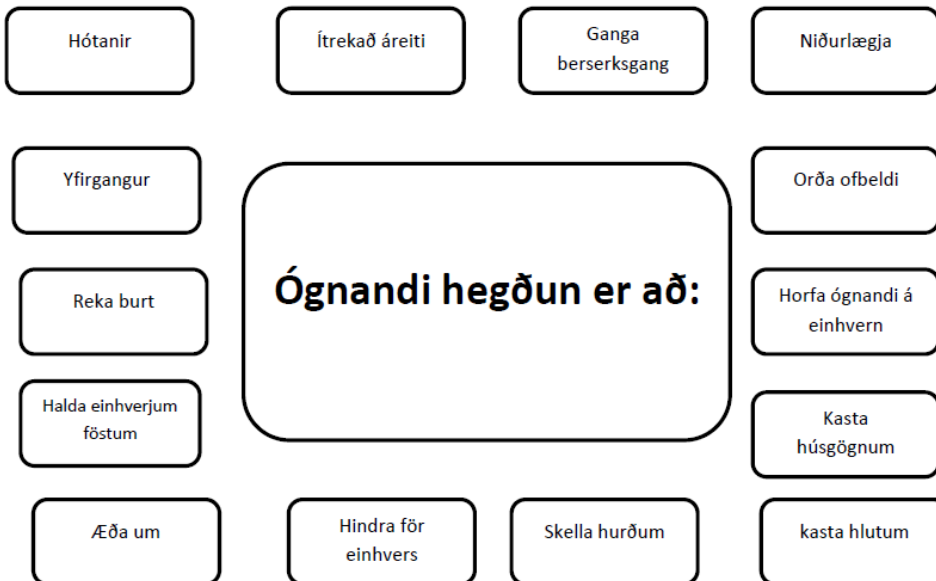 Hótanir
Ítrekað áreiti
Ganga
berserksgang
Niðurlægja
Yfirgangur
Orða ofbeldi
Ógnandi hegðun er að:
Reka burt
Horfa ógnandi á
einhvern
Halda einhverjum
föstum
Kasta
húsgögnum
Æða um
Hindra för
einhvers
Skella hurðum
kasta hlutum